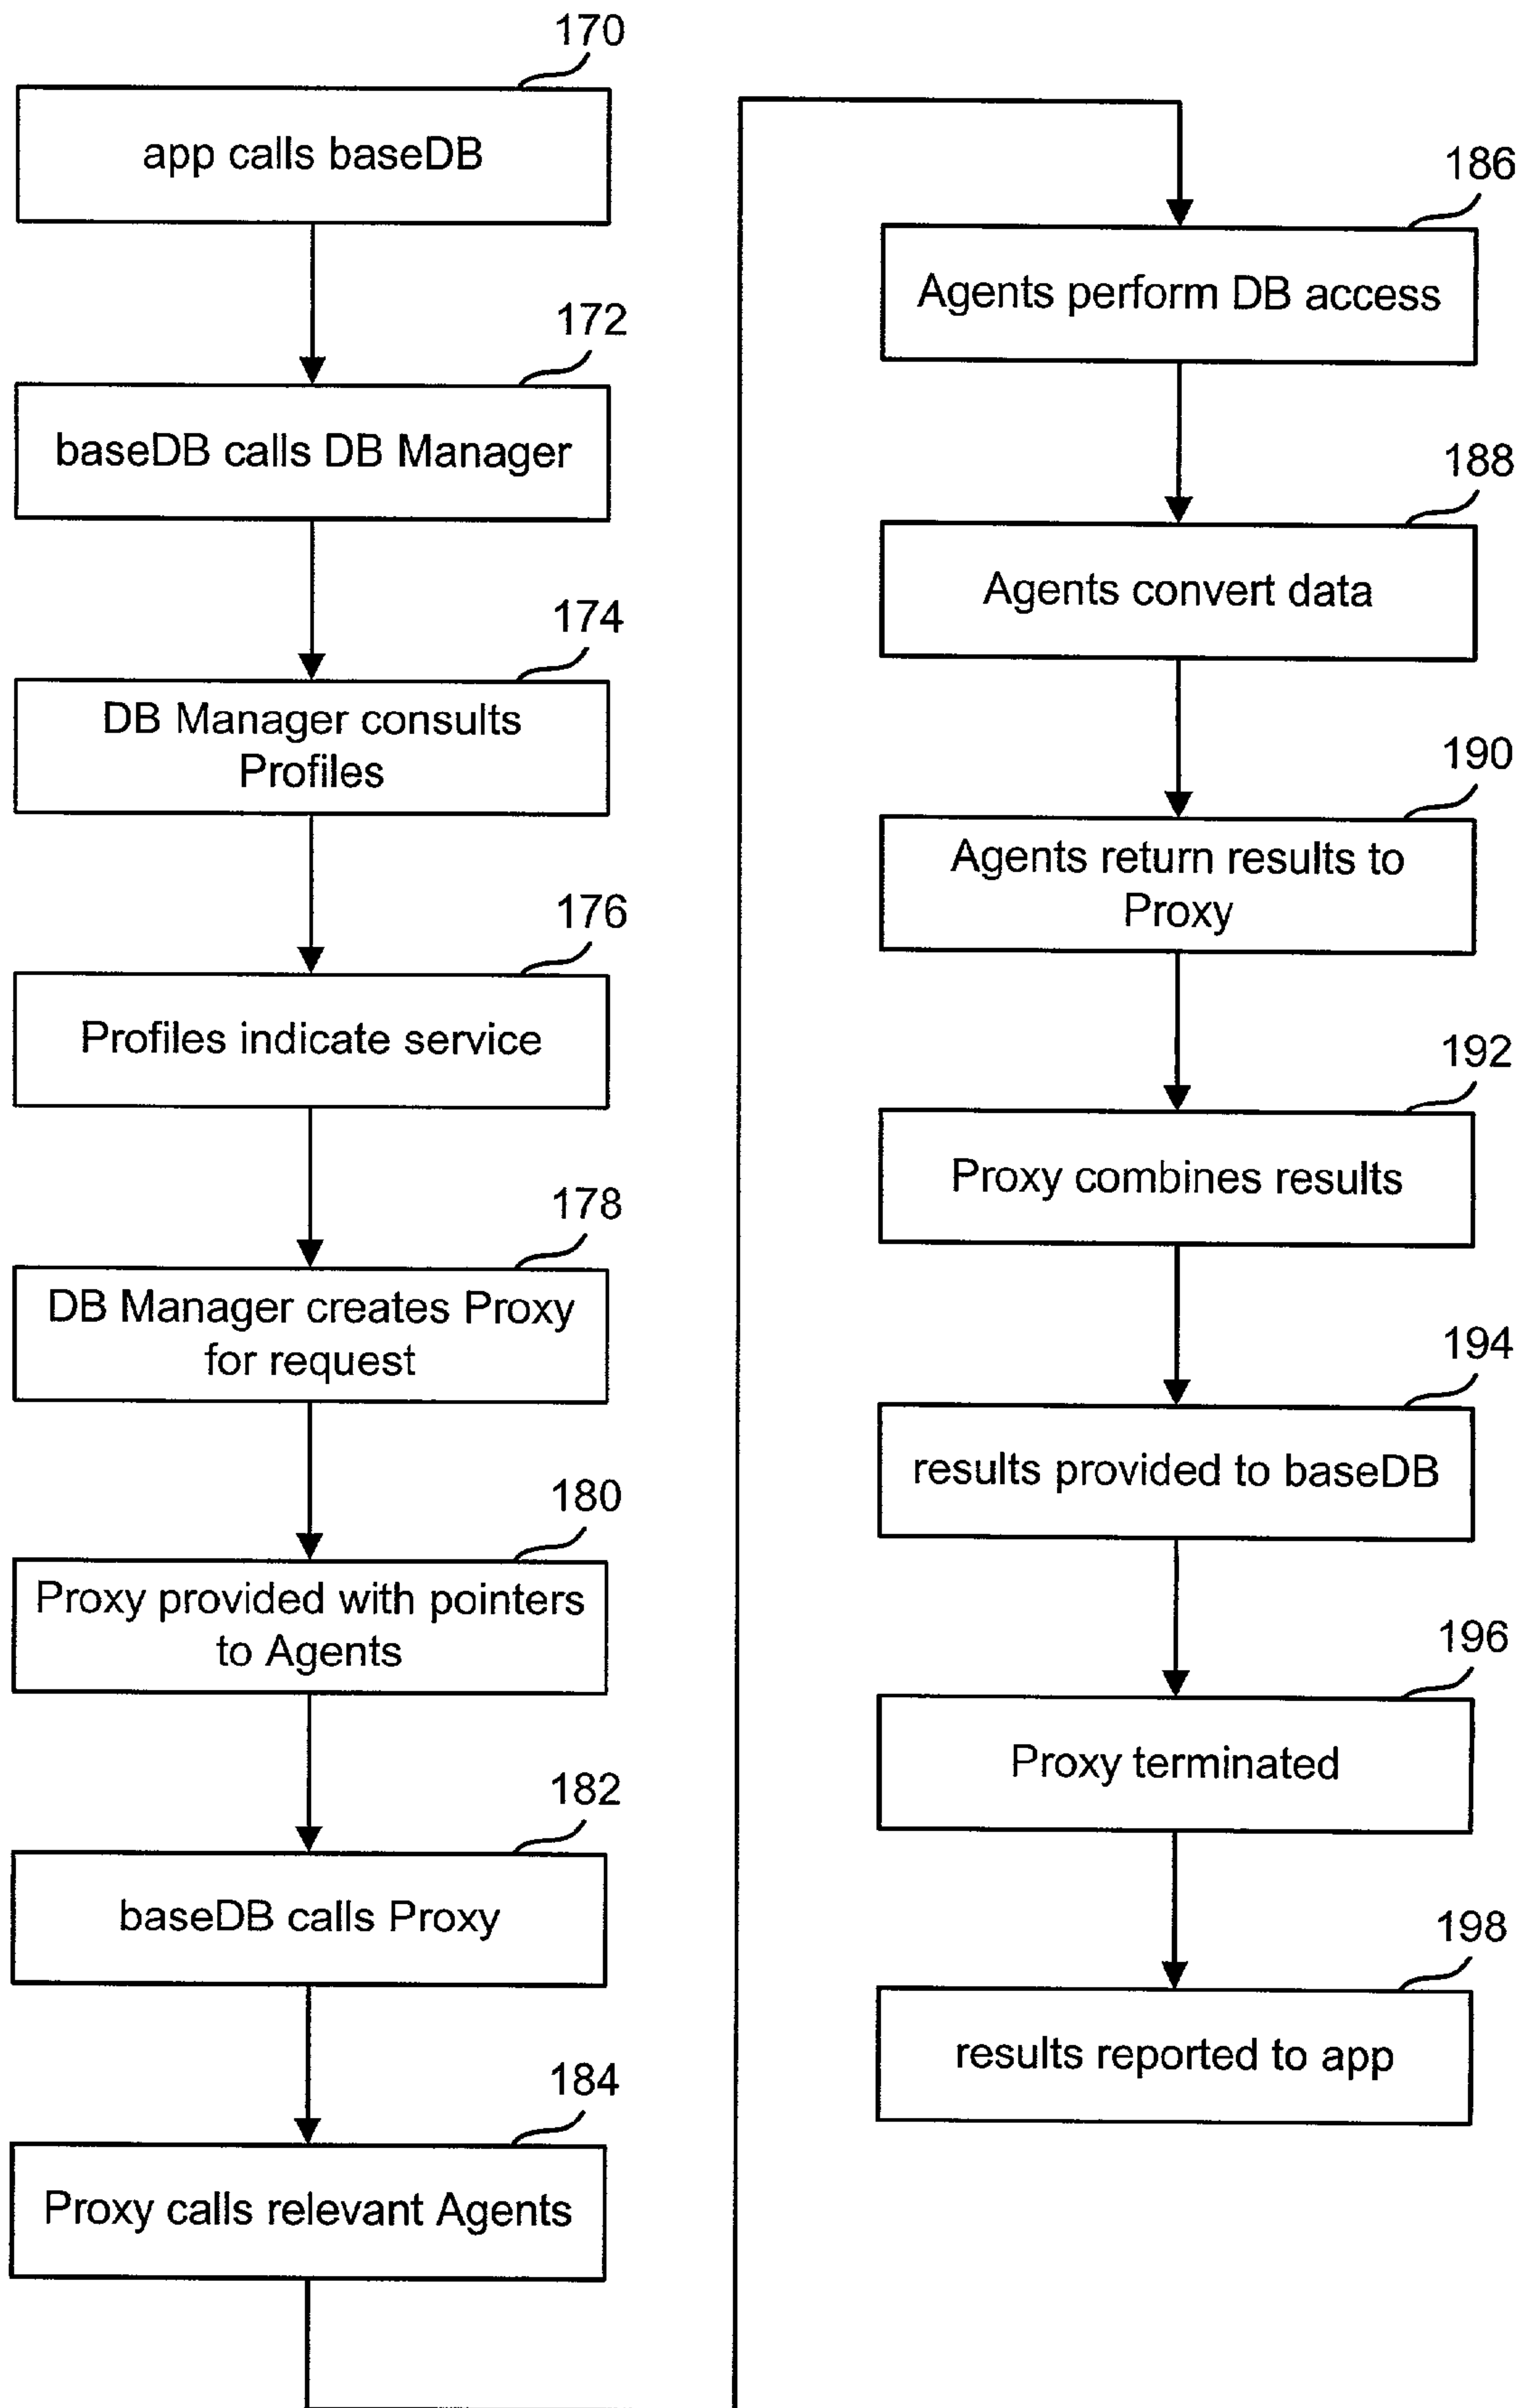 170
app calls baseDB
172
baseDB calls DB Manager
174
DB Manager consults
Profiles
176
Profiles indicate service
178
DB Manager creates Proxy
for request
180
Proxy provided with pointers
to Agents
182
baseDB calls Proxy
184
Proxy calls relevant Agents
186
Agents perform DB access
188
Agents convert data
190
Agents return results to
Proxy
192
Proxy combines results
194
results provided to baseDB
196
Proxy terminated
198
results reported to app